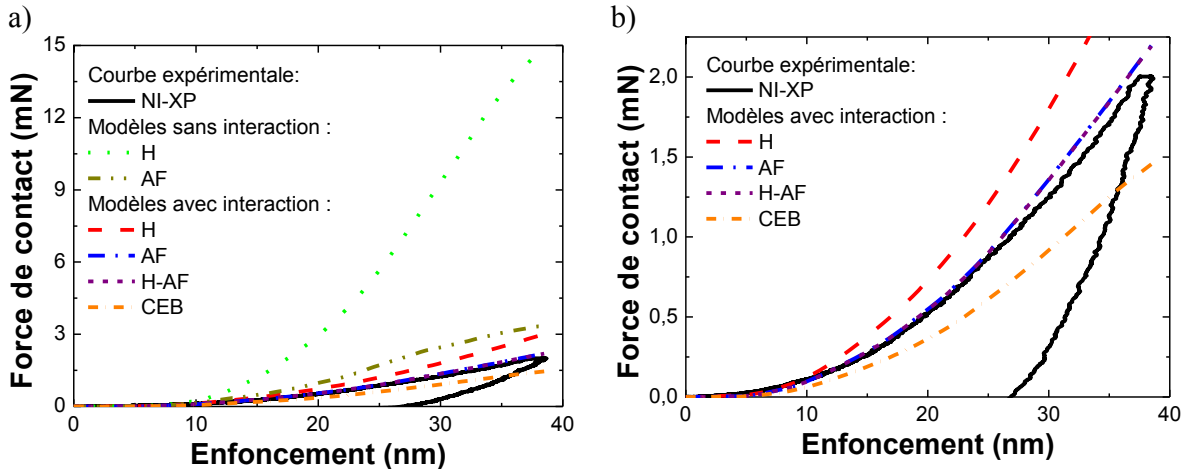 a)
15
12
9
6
3
0
Force de contact (mN)
Courbe expérimentale:
NI-XP
Modèles sans interaction :
H
AF
Modèles avec interaction :
H
AF
H-AF
CEB
0 10 20 30 40
Enfoncement (nm)
b)
2,0
1,5
1,0
0,5
0,0
Force de contact (mN)
Courbe expérimentale:
NI-XP
Modèles avec interaction :
H
AF
H-AF
CEB
0 10 20 30 40
Enfoncement (nm)